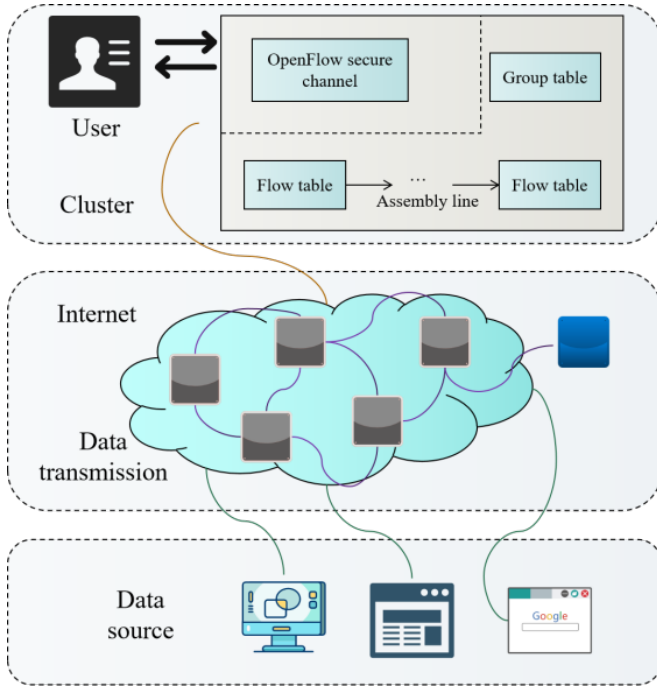 OpenFlow secure
channel
Group table
User
Flow table
...
Assembly line
Flow table
Cluster
Internet
Data
transmission
Data
source
Google